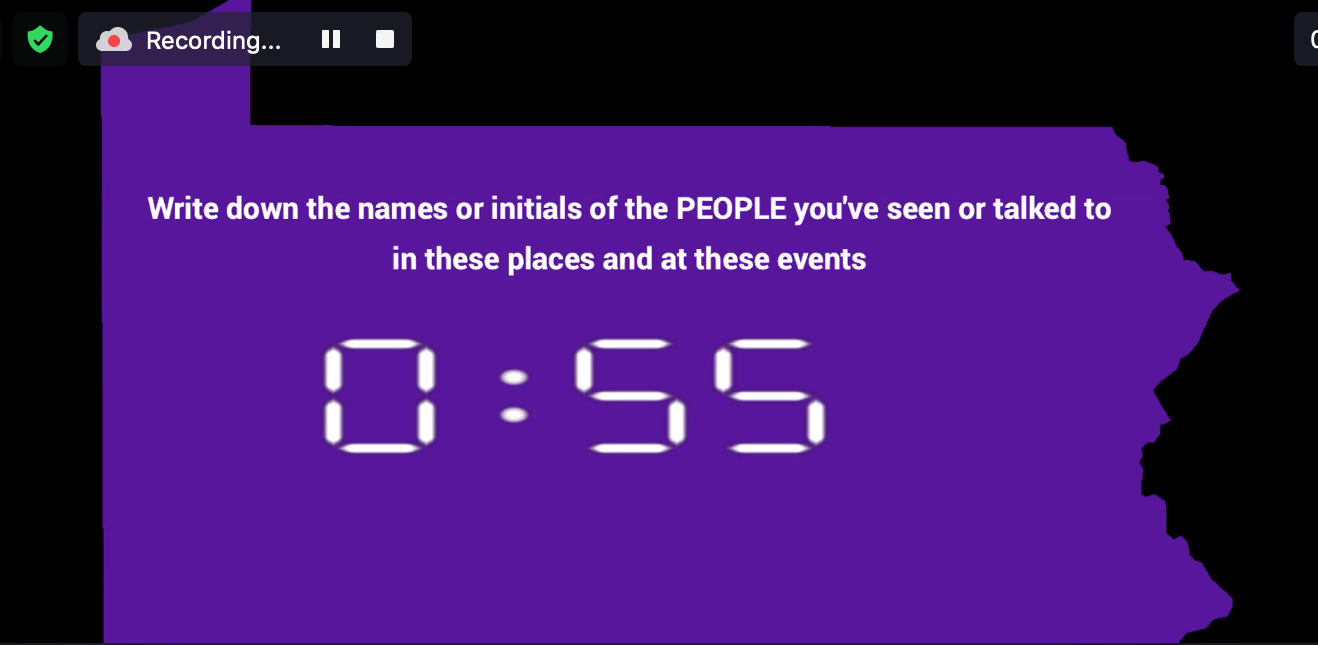 Recording...
Write down the names or initials of the PEOPLE you've seen or talked to
in these places and at these events
0:55